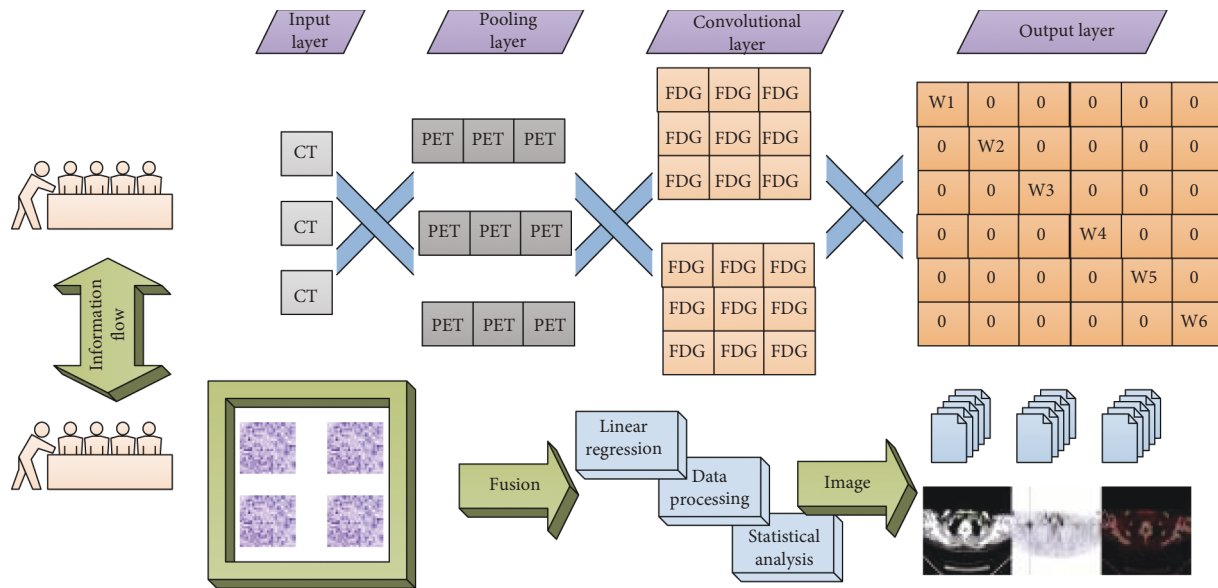 Input
layer
Pooling
layer
Convolutional
layer
Output layer
CT
CT
CT
PET PET PET
PET PET PET
PET PET PET
FDG FDG FDG
FDG FDG FDG
FDG FDG FDG
FDG FDG FDG
FDG FDG FDG
FDG FDG FDG
W1 0 0 0 0 0
0 W2 0 0 0 0
0 0 W3 0 0 0
0 0 0 W4 0 0
0 0 0 0 W5 0
0 0 0 0 0 W6
Information
flow
Fusion
Linear
regression
Data
processing
Statistical
analysis
Image